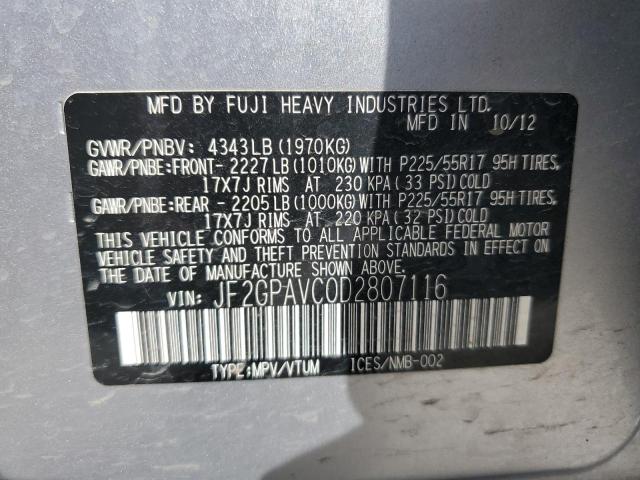 MFD BY FUJI HEAVY INDUSTRIES LTD.
MFD IN 10/12
GVWR/PNBV: 4343LB (1970KG)
GAWR/PNBE:FRONT- 2227LB (1010KG) WITH P225/55R17 95H TIRES,
17X7J RIMS AT 230 KPA ( 33 PSI) COLD
GAWR/PNBE:REAR - 2205LB (1000KG) WITH P225/55R17 95H TIRES,
17X7J RIMS AT 220 KPA ( 32 PSI) COLD
THIS VEHICLE CONFORMS TO ALL APPLICABLE FEDERAL MOTOR
VEHICLE SAFETY AND THEFT PREVENTION STANDARDS IN EFFECT ON
THE DATE OF MANUFACTURE SHOWN ABOVE.
VIN: JF2GPAVC0D2807116
TYPE:MPV/VTUM ICES/NMB-002